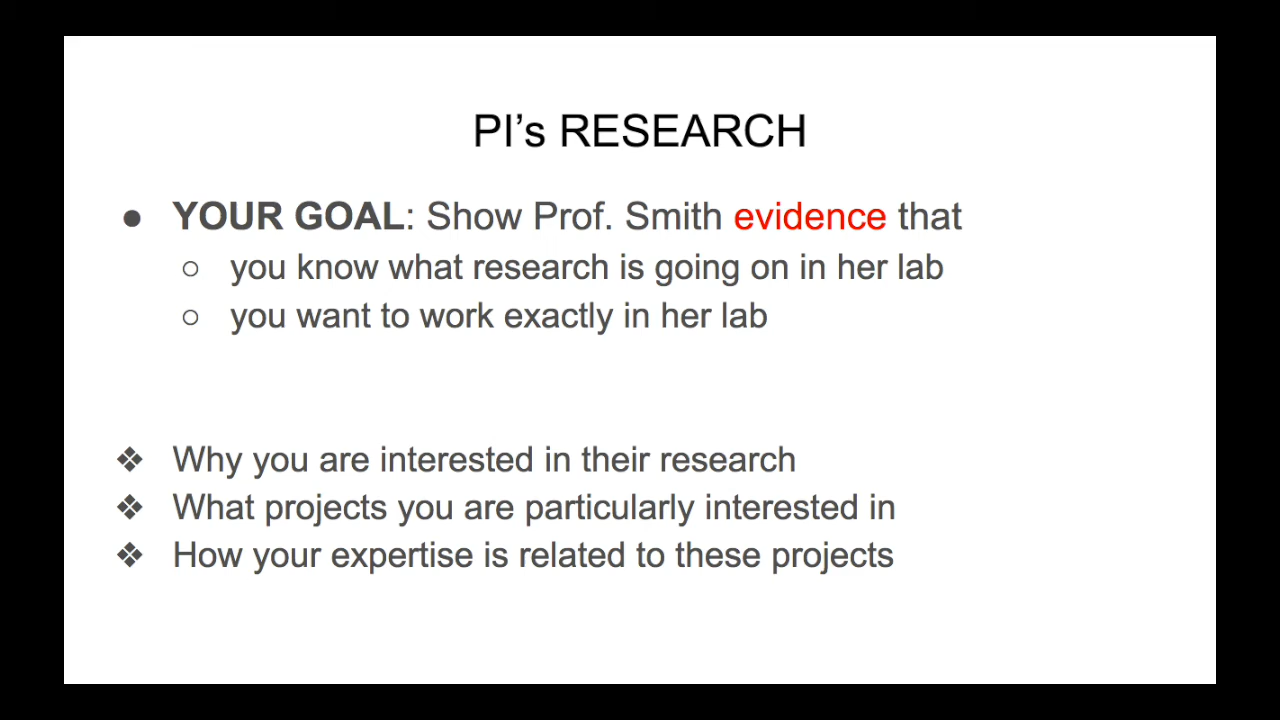 PI’s RESEARCH
● YOUR GOAL: Show Prof. Smith evidence that
○ you know what research is going on in her lab
○ you want to work exactly in her lab
❖ Why you are interested in their research
❖ What projects you are particularly interested in
❖ How your expertise is related to these projects